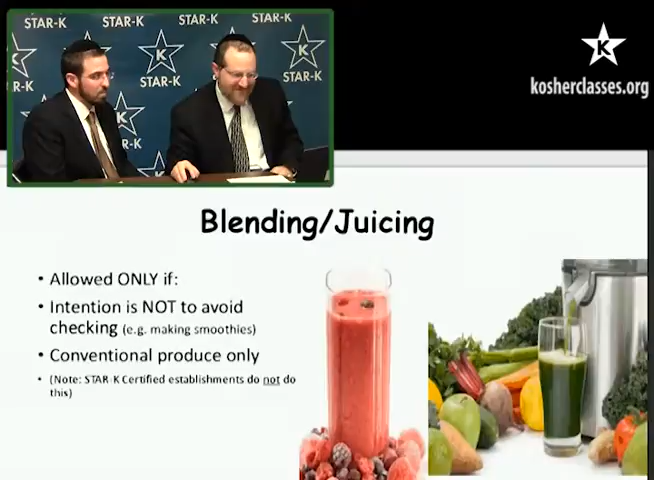 STAR-K
STAR-K
STAR-K
STAR-K
K
K
K
R-K
STAR-K
STAR-K
K
STAR-K
K
kosherclasses.org
Blending/Juicing
• Allowed ONLY if:
• Intention is NOT to avoid
checking (e.g. making smoothies)
• Conventional produce only
• (Note: STAR-K Certified establishments do not do
this)